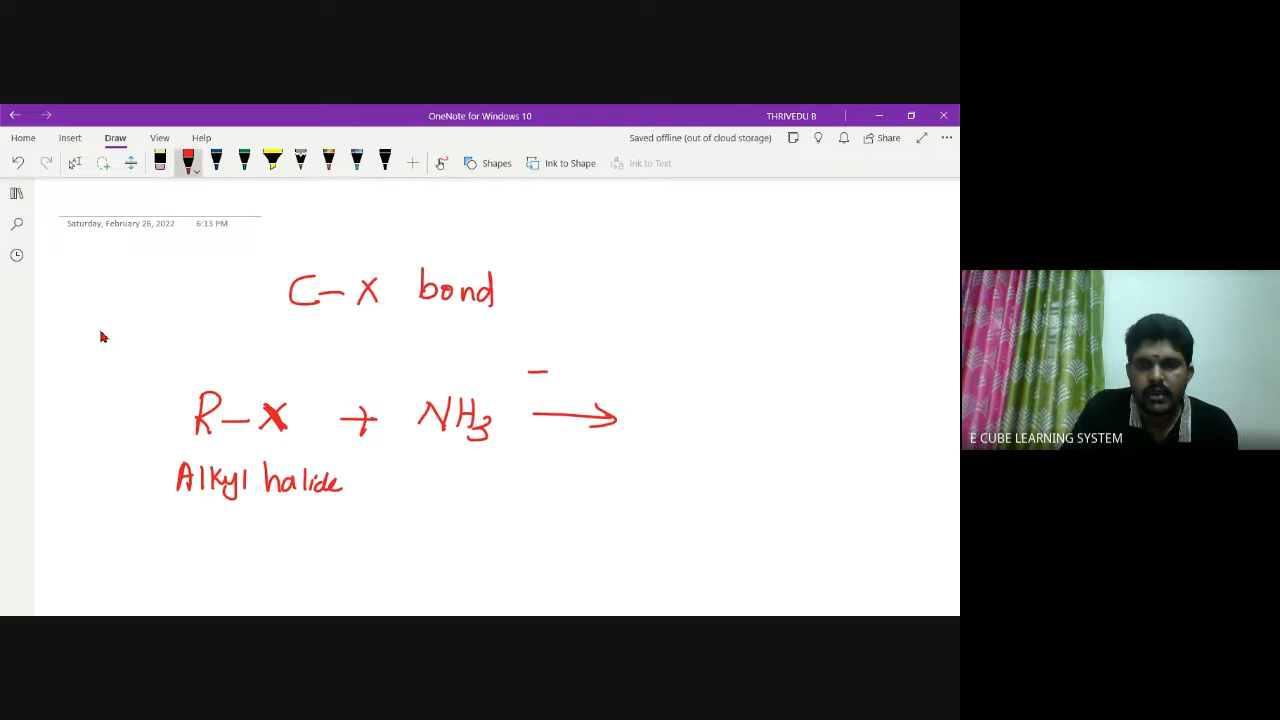 OneNote for Windows 10
THRIVEDU B
Home Insert Draw View Help
Saved offline (out of cloud storage)
Share
Shapes
Ink to Shape
Ink to Text
Saturday, February 26, 2022 6:13 PM
C - X bond
R - X + NH3 →
Alkyl halide
E CUBE LEARNING SYSTEM